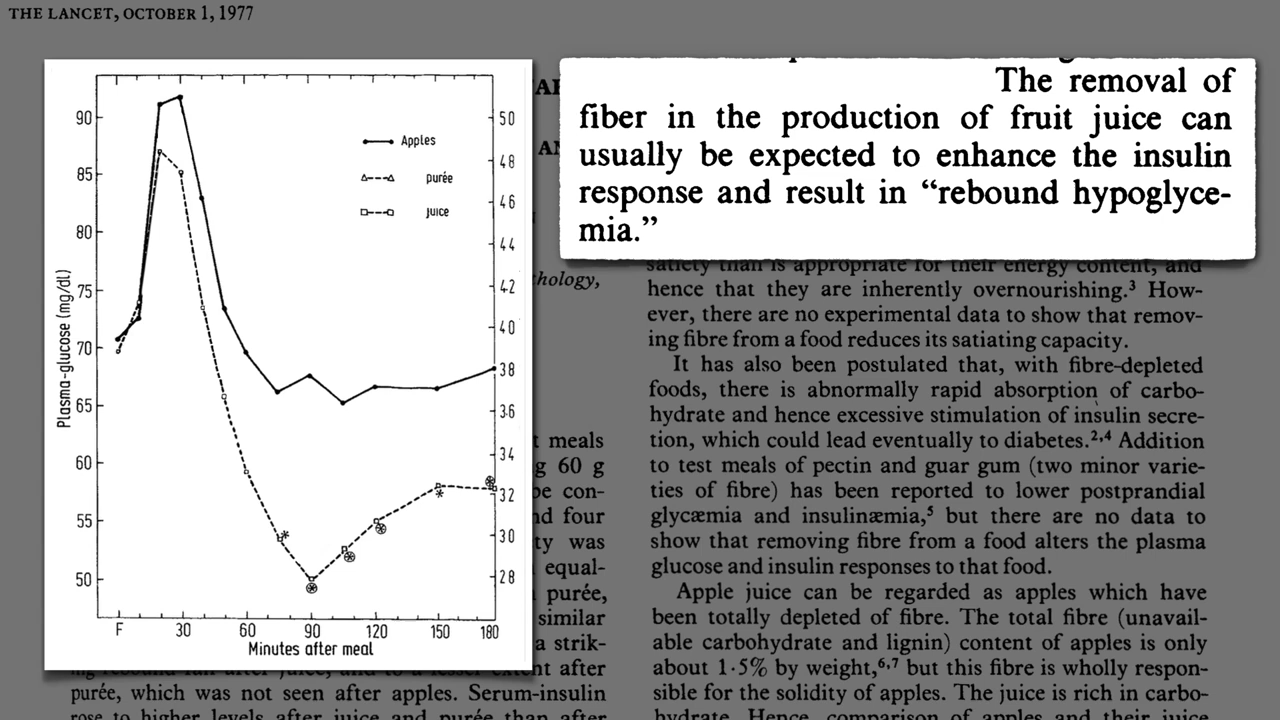 THE LANCET, OCTOBER 1, 1977
90
85
80
75
70
65
60
55
50
Plasma-glucose (mg/dl)
Apples
purée
juice
50
48
46
44
42
40
38
36
34
32
30
28
F 30 60 90 120 150 180
Minutes after meal
The removal of
fiber in the production of fruit juice can
usually be expected to enhance the insulin
response and result in “rebound hypoglyce-
mia.”
thology,
t meals
g 60 g
be con-
nd four
ty was
equal-
purée,
similar
a strik-
ing rebound fall after juice, and to a lesser extent after
purée, which was not seen after apples. Serum-insulin
rose to higher levels after juice and purée than after
satiety than is appropriate for their energy content, and
hence that they are inherently overnourishing.³ How-
ever, there are no experimental data to show that remov-
ing fibre from a food reduces its satiating capacity.
It has also been postulated that, with fibre-depleted
foods, there is abnormally rapid absorption of carbo-
hydrate and hence excessive stimulation of insulin secre-
tion, which could lead eventually to diabetes.²,⁴ Addition
to test meals of pectin and guar gum (two minor varie-
ties of fibre) has been reported to lower postprandial
glycæmia and insulinæmia,⁵ but there are no data to
show that removing fibre from a food alters the plasma
glucose and insulin responses to that food.
Apple juice can be regarded as apples which have
been totally depleted of fibre. The total fibre (unavail-
able carbohydrate and lignin) content of apples is only
about 1·5% by weight,⁶,⁷ but this fibre is wholly respon-
sible for the solidity of apples. The juice is rich in carbo-
hydrate. Hence, comparison of apples and their juice